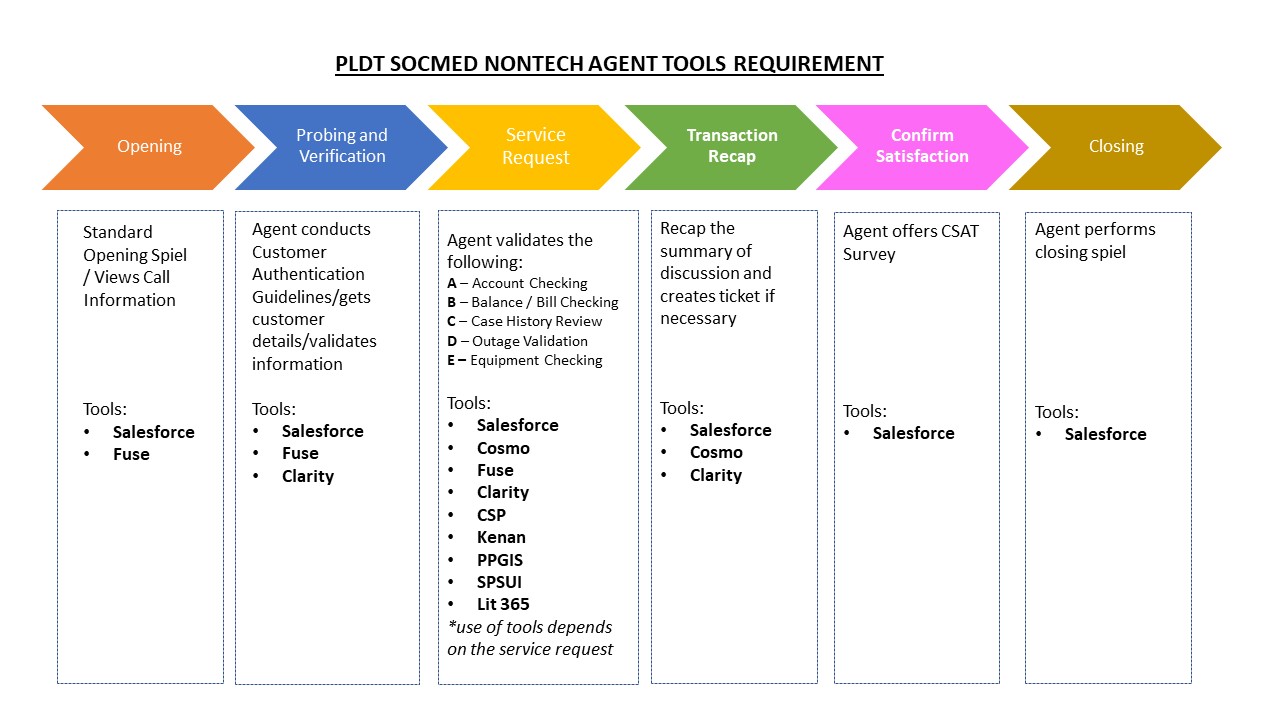 PLDT SOCMED NONTECH AGENT TOOLS REQUIREMENT
Opening
Probing and
Verification
Service
Request
Transaction
Recap
Confirm
Satisfaction
Closing
Standard
Opening Spiel
/ Views Call
Information
Tools:
• Salesforce
• Fuse
Agent conducts
Customer
Authentication
Guidelines/gets
customer
details/validates
information
Tools:
• Salesforce
• Fuse
• Clarity
Agent validates the
following:
A – Account Checking
B – Balance / Bill Checking
C – Case History Review
D – Outage Validation
E – Equipment Checking
Tools:
• Salesforce
• Cosmo
• Fuse
• Clarity
• CSP
• Kenan
• PPGIS
• SPSUI
• Lit 365
*use of tools depends
on the service request
Recap the
summary of
discussion and
creates ticket if
necessary
Tools:
• Salesforce
• Cosmo
• Clarity
Agent offers CSAT
Survey
Tools:
• Salesforce
Agent performs
closing spiel
Tools:
• Salesforce